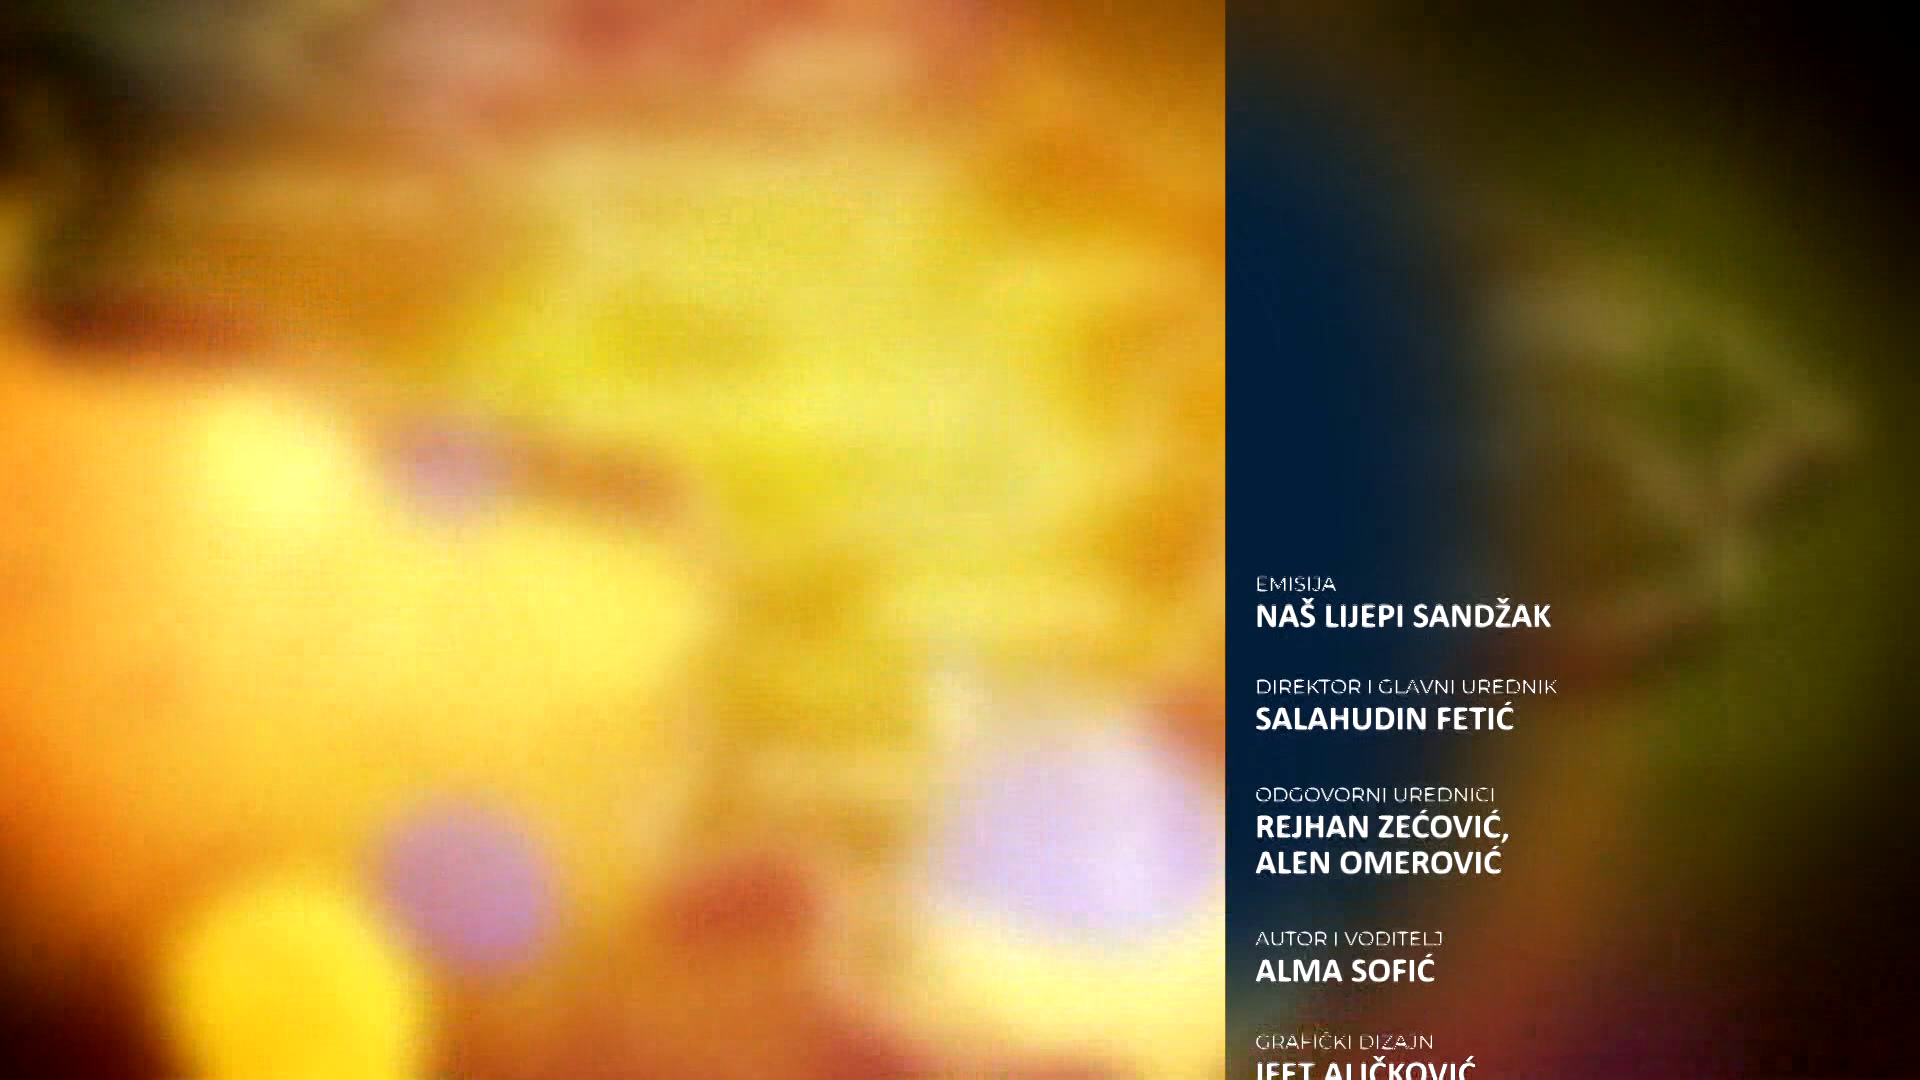 EMISIJA
NAŠ LIJEPI SANDŽAK
DIREKTOR I GLAVNI UREDNIK
SALAHUDIN FETIĆ
ODGOVORNI UREDNICI
REJHAN ZEĆOVIĆ,
ALEN OMEROVIĆ
AUTOR I VODITELJ
ALMA SOFIĆ
GRAFIČKI DIZAJN
ALIČKOVIĆ